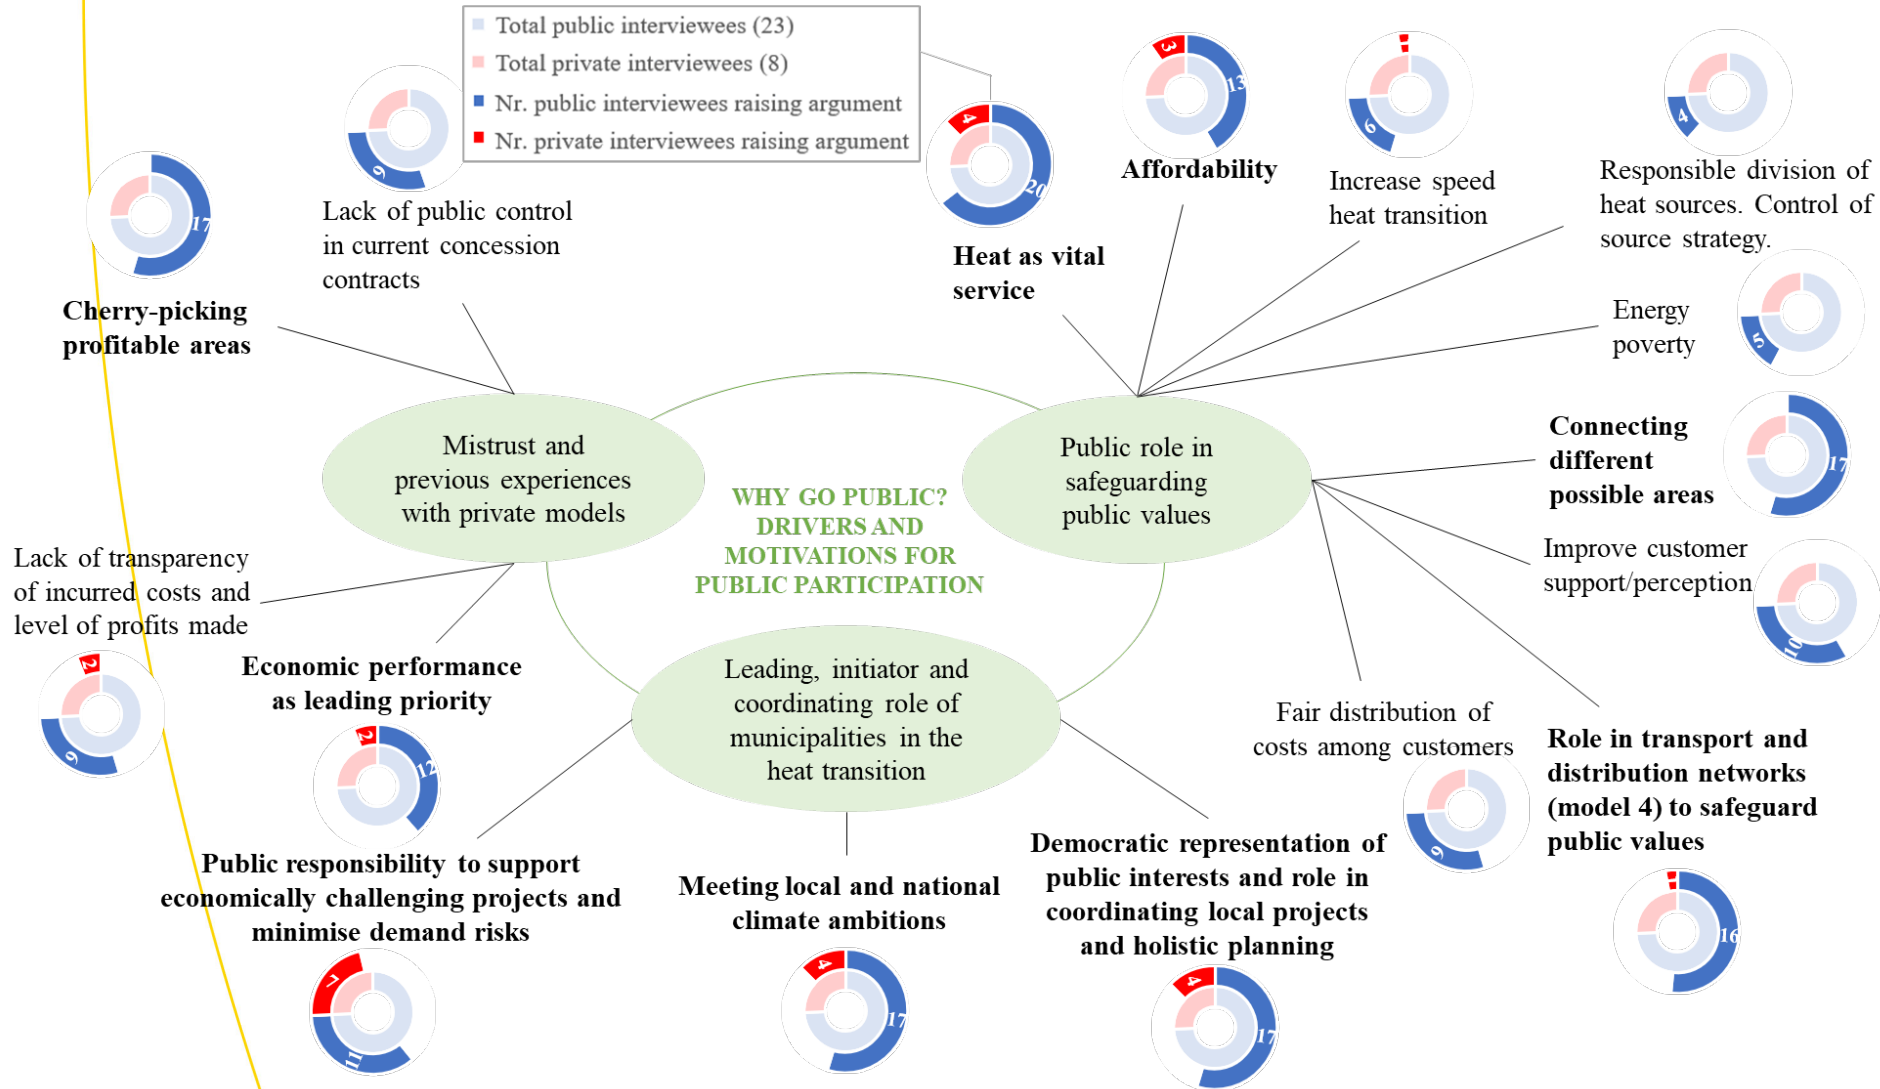 Total public interviewees (23)
Total private interviewees (8)
Nr. public interviewees raising argument
Nr. private interviewees raising argument
17
Cherry-picking
profitable areas
9
Lack of public control
in current concession
contracts
4
20
Heat as vital
service
3
13
Affordability
1
6
Increase speed
heat transition
4
Responsible division of
heat sources. Control of
source strategy.
Energy
poverty
5
Connecting
different
possible areas
17
Improve customer
support/perception
10
Mistrust and
previous experiences
with private models
Public role in
safeguarding
public values
WHY GO PUBLIC?
DRIVERS AND
MOTIVATIONS FOR
PUBLIC PARTICIPATION
Lack of transparency
of incurred costs and
level of profits made
2
9
Economic performance
as leading priority
2
12
Leading, initiator and
coordinating role of
municipalities in the
heat transition
Fair distribution of
costs among customers
9
Role in transport and
distribution networks
(model 4) to safeguard
public values
1
16
Public responsibility to support
economically challenging projects and
minimise demand risks
7
11
Meeting local and national
climate ambitions
4
17
Democratic representation of
public interests and role in
coordinating local projects
and holistic planning
4
17